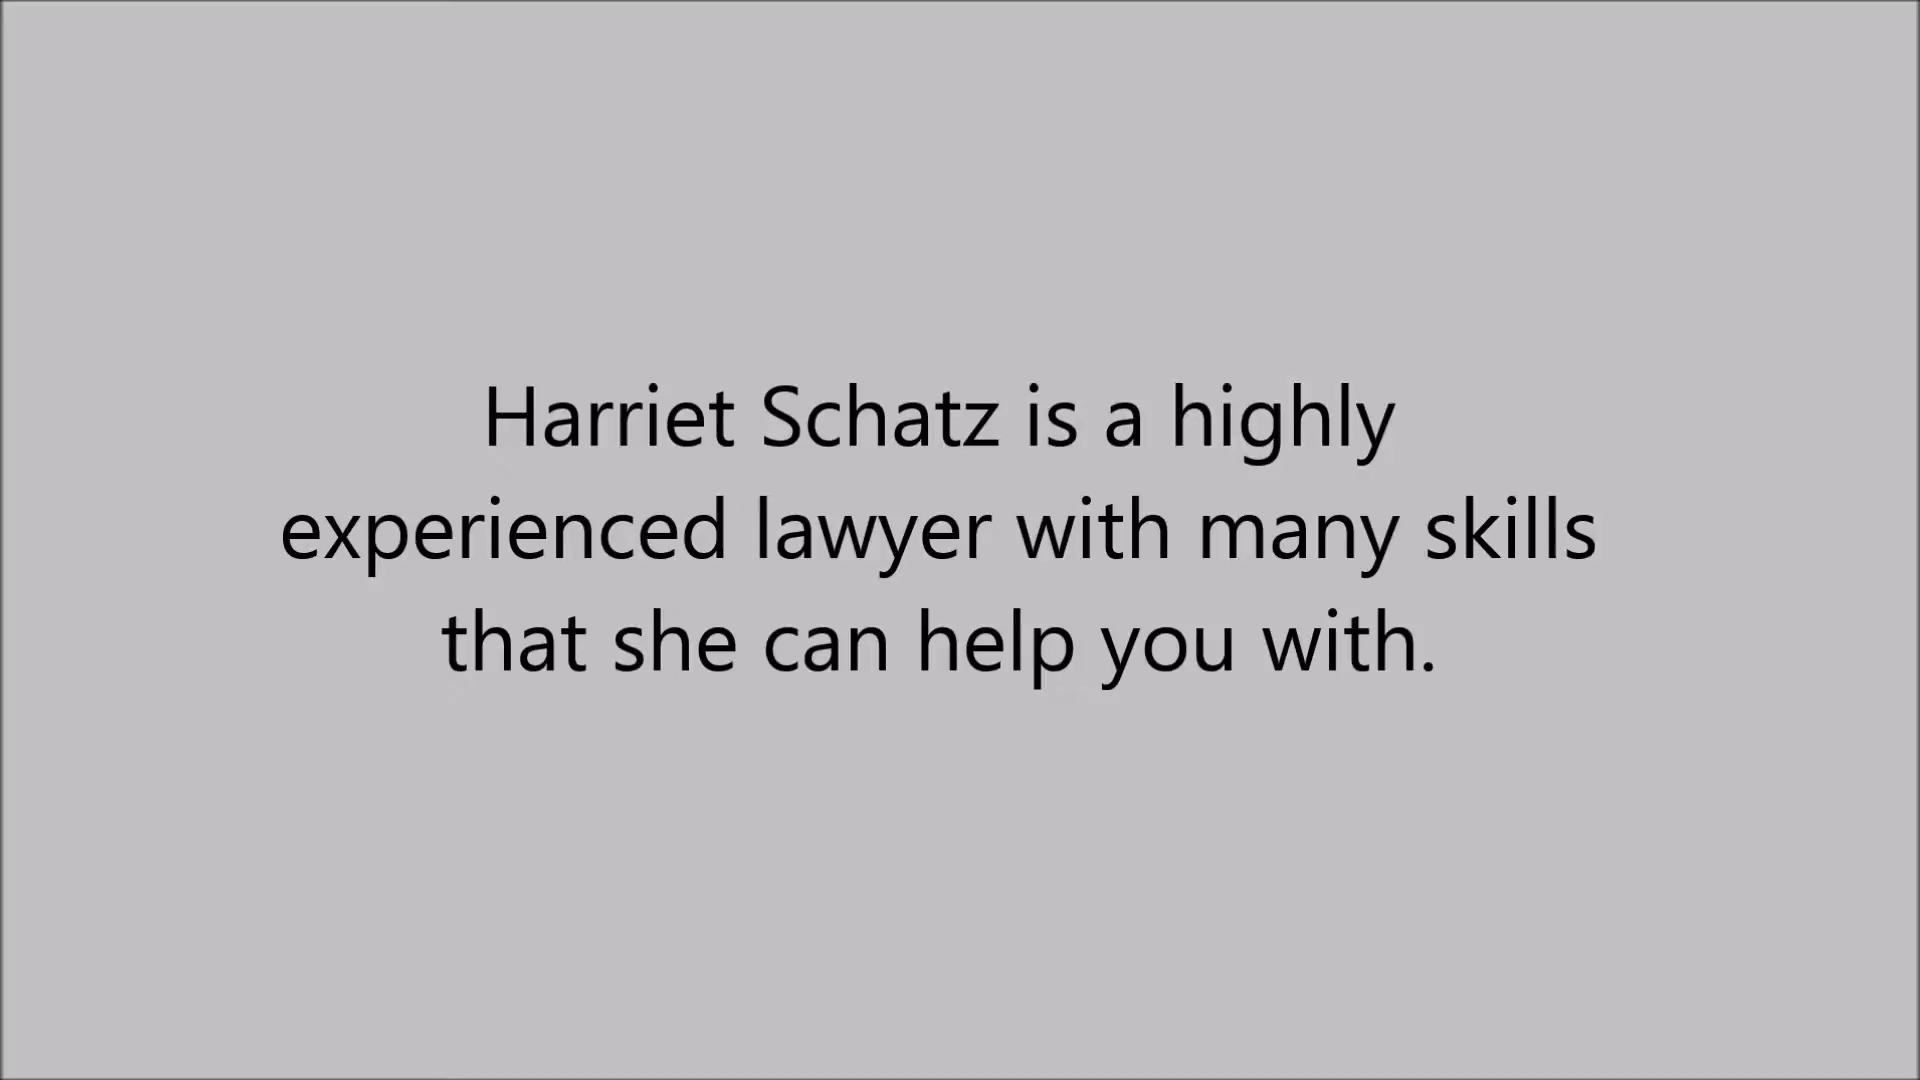 Harriet Schatz is a highly
experienced lawyer with many skills
that she can help you with.